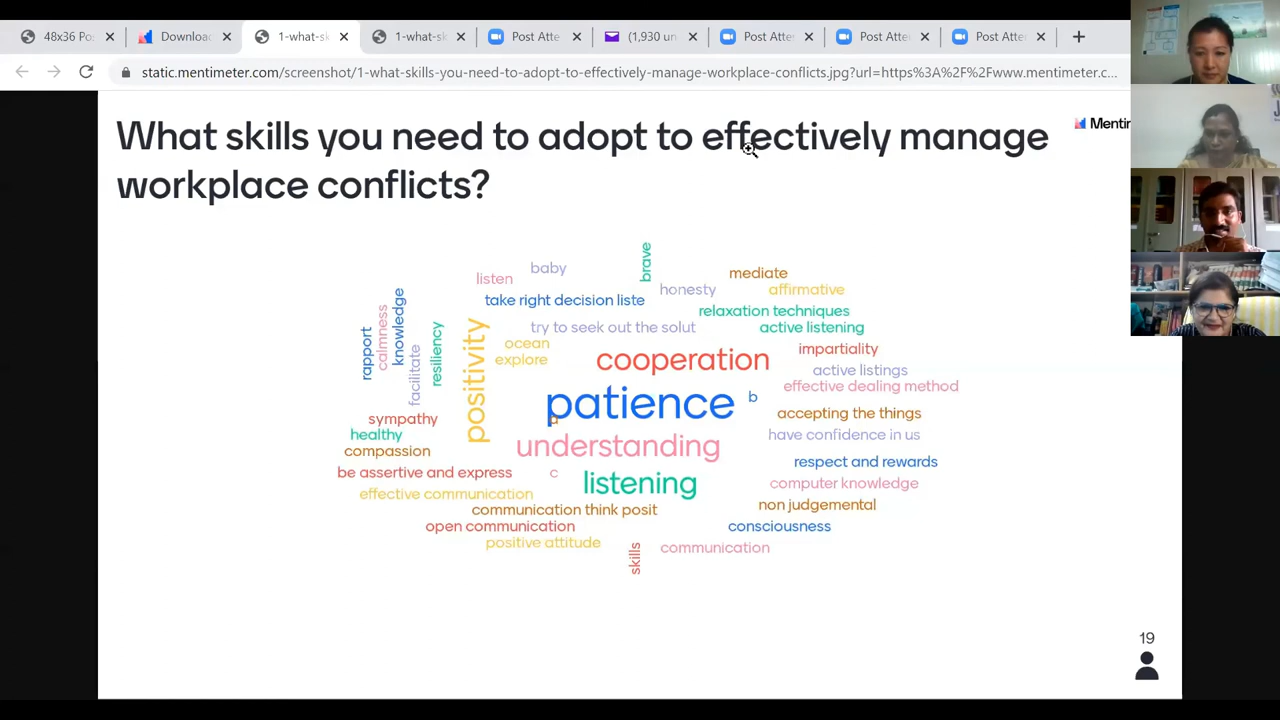 48x36 Po
Downloa
1-what-sk
1-what-sk
Post Atte
(1,930 un
Post Atter
Post Atte
Post Atte
static.mentimeter.com/screenshot/1-what-skills-you-need-to-adopt-to-effectively-manage-workplace-conflicts.jpg?url=https%3A%2F%2Fwww.mentimeter.c...
What skills you need to adopt to effectively manage
workplace conflicts?
Mentim
brave
baby
listen
mediate
honesty
affirmative
take right decision liste
relaxation techniques
try to seek out the solut
active listening
rapport
calmness
knowledge
facilitate
resiliency
positivity
ocean
explore
cooperation
impartiality
active listings
effective dealing method
patience
b
a
accepting the things
sympathy
healthy
have confidence in us
understanding
compassion
respect and rewards
be assertive and express
c
listening
computer knowledge
effective communication
non judgemental
communication think posit
open communication
consciousness
positive attitude
skills
communication
19